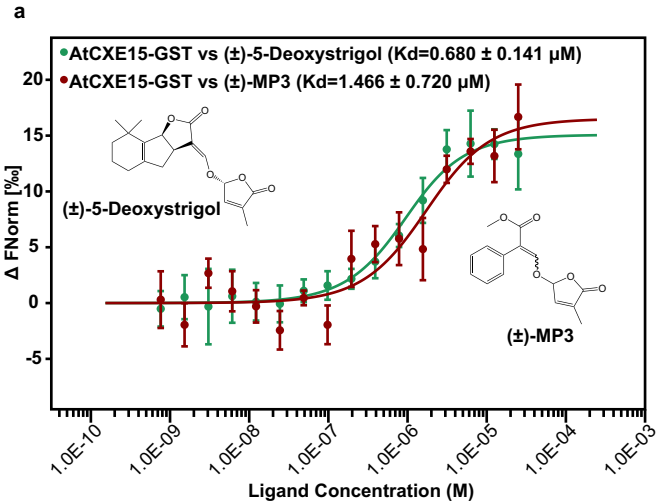 a
AtCXE15-GST vs (±)-5-Deoxystrigol (Kd=0.680 ± 0.141 μM)
AtCXE15-GST vs (±)-MP3 (Kd=1.466 ± 0.720 μM)
20
15
10
5
0
-5
Δ FNorm [‰]
O
O
O
O
O
(±)-5-Deoxystrigol
O
O
O
O
O
(±)-MP3
1.0E-10
1.0E-09
1.0E-08
1.0E-07
1.0E-06
1.0E-05
1.0E-04
1.0E-03
Ligand Concentration (M)